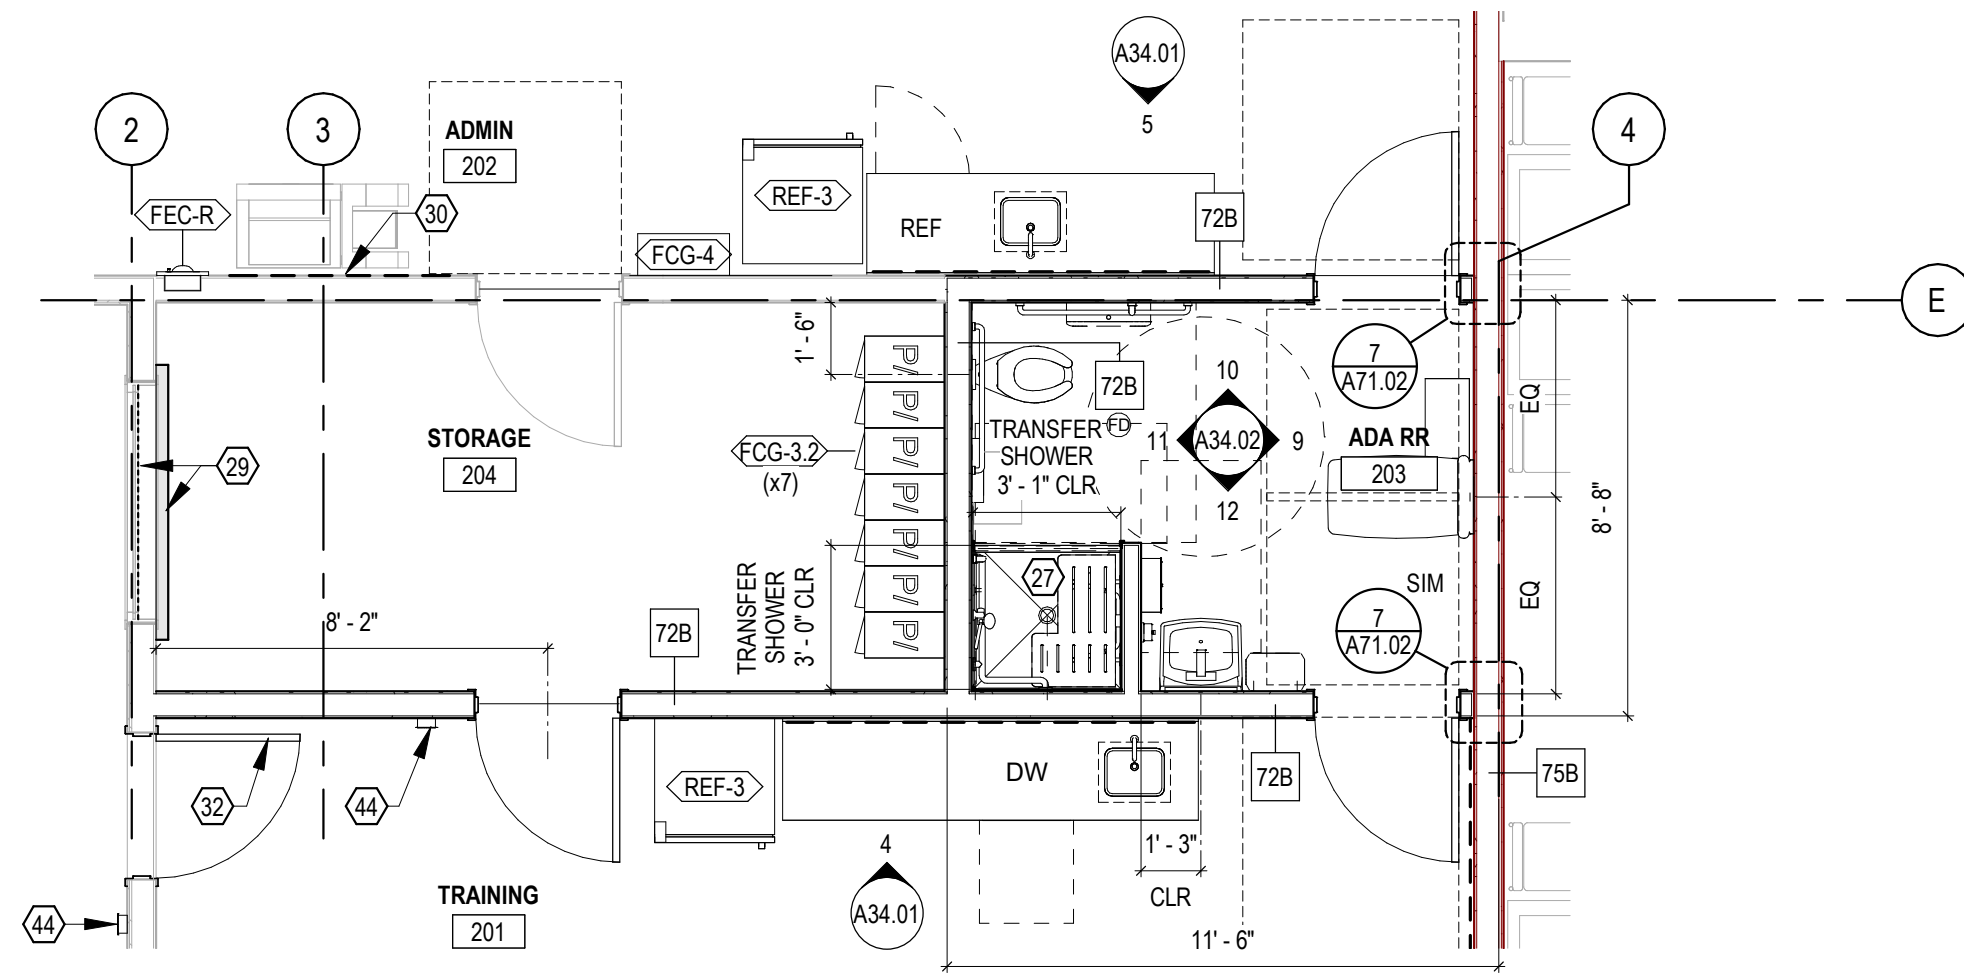 A34.01
5
2
3
4
ADMIN
202
FEC-R
30
REF-3
REF
72B
FCG-4
E
1' - 6"
P/
P/
P/
P/
P/
P/
P/
72B
FD
10
11
A34.02
9
12
7
A71.02
EQ
ADA RR
203
8' - 8"
STORAGE
204
FCG-3.2
(x7)
TRANSFER
SHOWER
3' - 1" CLR
29
27
TRANSFER
SHOWER
3' - 0" CLR
SIM
7
A71.02
EQ
8' - 2"
72B
REF-3
DW
72B
75B
32
44
4
A34.01
1' - 3"
CLR
TRAINING
201
44
11' - 6"